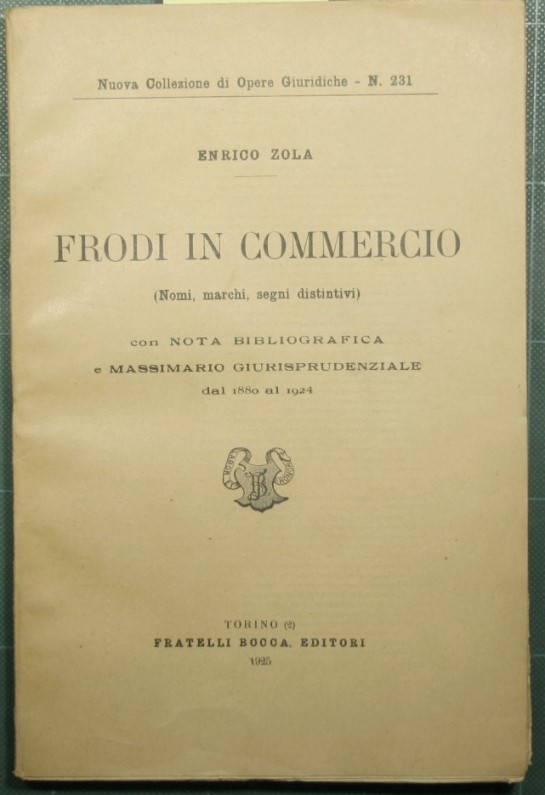 Nuova Collezione di Opere Giuridiche - N. 231
ENRICO ZOLA
FRODI IN COMMERCIO
(Nomi, marchi, segni distintivi)
con NOTA BIBLIOGRAFICA
e MASSIMARIO GIURISPRUDENZIALE
dal 1880 al 1924
TORINO (2)
FRATELLI BOCCA, EDITORI
1925